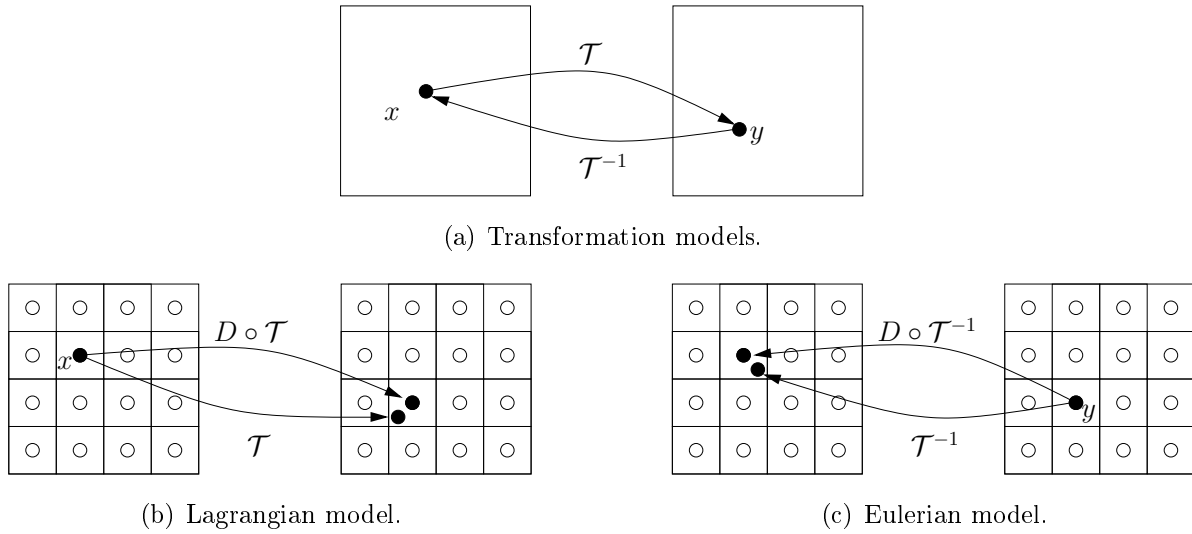 𝒯
x
y
𝒯⁻¹
(a) Transformation models.
D ∘ 𝒯
x
𝒯
(b) Lagrangian model.
D ∘ 𝒯⁻¹
y
𝒯⁻¹
(c) Eulerian model.